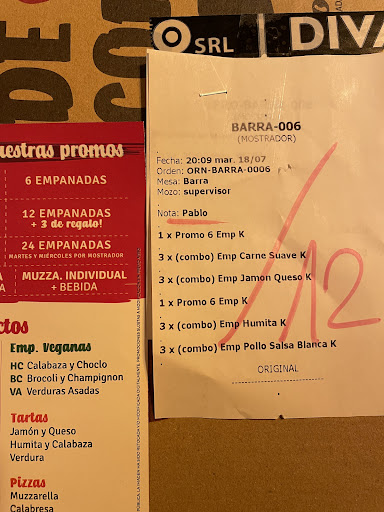 SRL | DIVA
BARRA-006
(MOSTRADOR)
Fecha: 20:09 mar. 18/07
Orden: ORN-BARRA-0006
Mesa: Barra
Mozo: supervisor
Nota: Pablo
1 x Promo 6 Emp K
3 x (combo) Emp Carne Suave K
3 x (combo) Emp Jamon Queso K
1 x Promo 6 Emp K
3 x (combo) Emp Humita K
3 x (combo) Emp Pollo Salsa Blanca K
ORIGINAL
/12
uestras promos
6 EMPANADAS
12 EMPANADAS
+ 3 de regalo!
24 EMPANADAS
MARTES Y MIÉRCOLES POR MOSTRADOR
MUZZA. INDIVIDUAL
+ BEBIDA
ctos
Emp. Veganas
HC Calabaza y Choclo
BC Brocoli y Champignon
VA Verduras Asadas
Tartas
Jamón y Queso
Humita y Calabaza
Verdura
Pizzas
Muzzarella
Calabresa